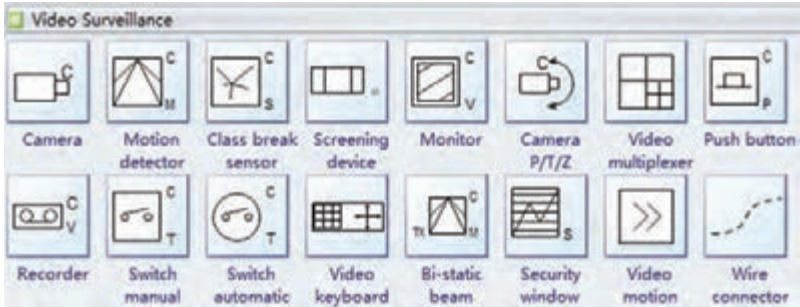 Video Surveillance
C C C C C C
M S V P
Camera Motion Class break Screening Monitor Camera Video Push button
detector sensor device P/T/Z multiplexer
C C C C
V T T TX M S
Recorder Switch Switch Video Bi-static Security Video Wire
manual automatic keyboard beam window motion connector